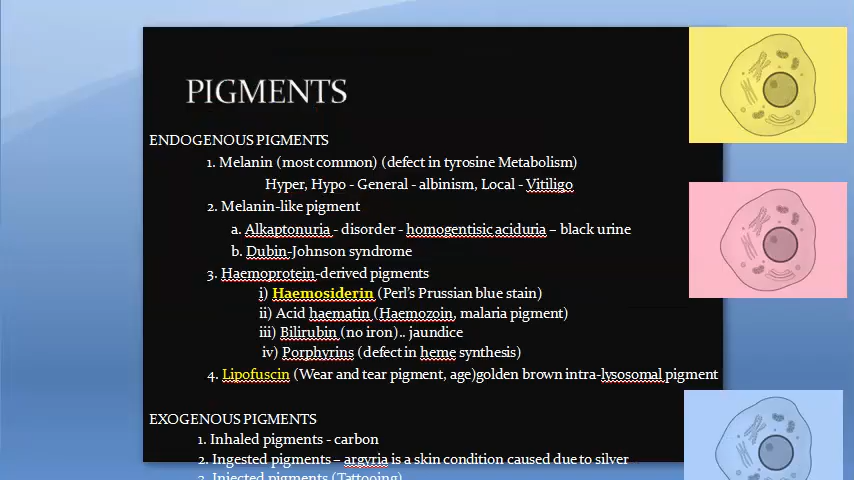 PIGMENTS
ENDOGENOUS PIGMENTS
1. Melanin (most common) (defect in tyrosine Metabolism)
Hyper, Hypo - General - albinism, Local - Vitiligo
2. Melanin-like pigment
a. Alkaptonuria - disorder - homogentisic aciduria – black urine
b. Dubin-Johnson syndrome
3. Haemoprotein-derived pigments
i) Haemosiderin (Perl's Prussian blue stain)
ii) Acid haematin (Haemozoin, malaria pigment)
iii) Bilirubin (no iron).. jaundice
iv) Porphyrins (defect in heme synthesis)
4. Lipofuscin (Wear and tear pigment, age)golden brown intra-lysosomal pigment
EXOGENOUS PIGMENTS
1. Inhaled pigments - carbon
2. Ingested pigments – argyria is a skin condition caused due to silver
3. Injected pigments (Tattooing)